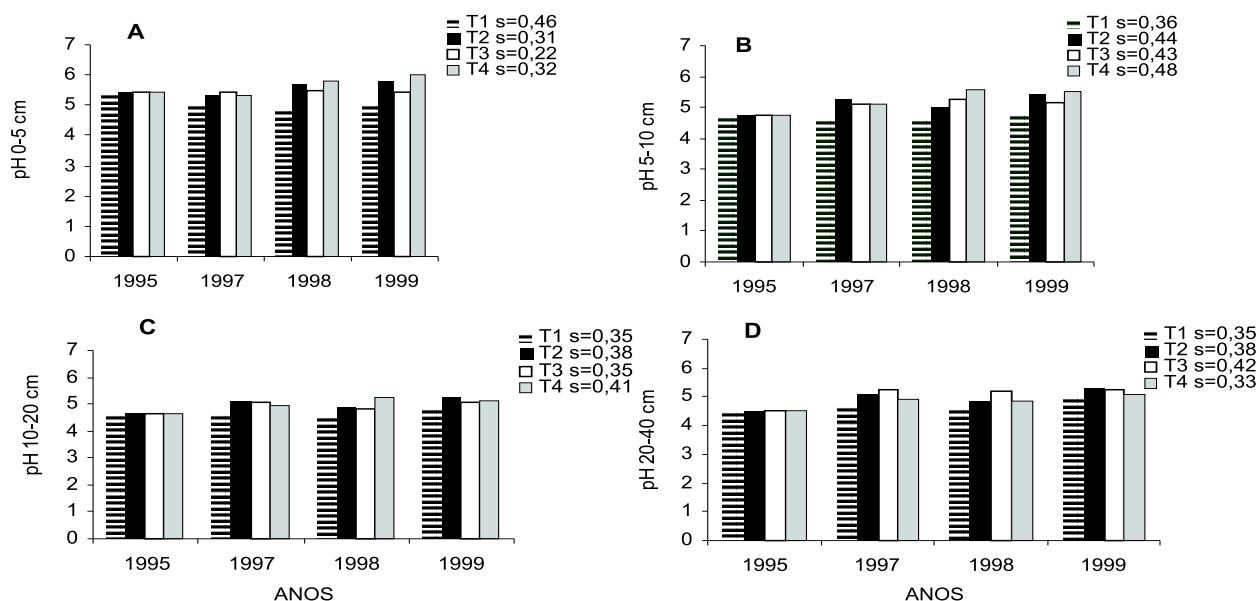 A
T1 s=0,46
T2 s=0,31
T3 s=0,22
T4 s=0,32
pH 0-5 cm
7
6
5
4
3
2
1
0
1995 1997 1998 1999
B
T1 s=0,36
T2 s=0,44
T3 s=0,43
T4 s=0,48
pH 5-10 cm
7
6
5
4
3
2
1
0
1995 1997 1998 1999
C
T1 s=0,35
T2 s=0,38
T3 s=0,35
T4 s=0,41
pH 10-20 cm
7
6
5
4
3
2
1
0
1995 1997 1998 1999
ANOS
D
T1 s=0,35
T2 s=0,38
T3 s=0,42
T4 s=0,33
pH 20-40 cm
7
6
5
4
3
2
1
0
1995 1997 1998 1999
ANOS